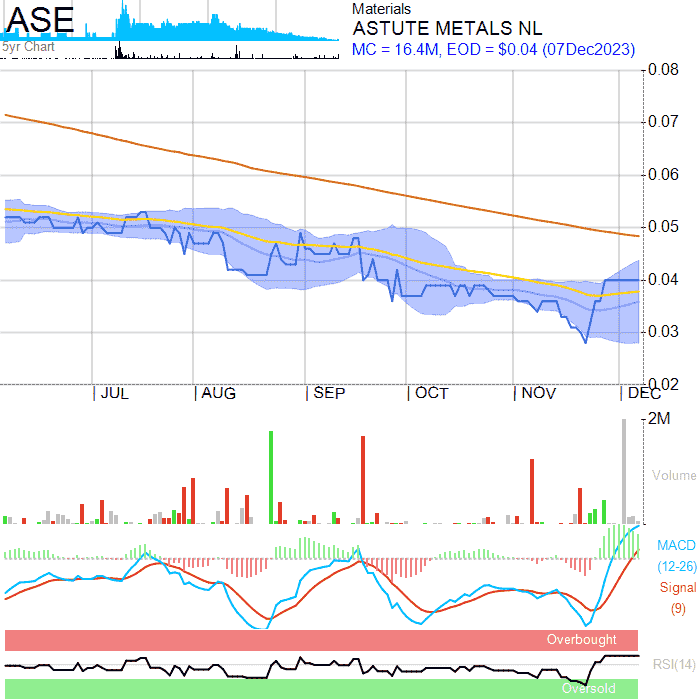 ASE
5yr Chart
Materials
ASTUTE METALS NL
MC = 16.4M, EOD = $0.04 (07Dec2023)
0.08
0.07
0.06
0.05
0.04
0.03
0.02
JUL AUG SEP OCT NOV DEC
2M
Volume
MACD
(12-26)
Signal
(9)
Overbought
RSI(14)
Oversold